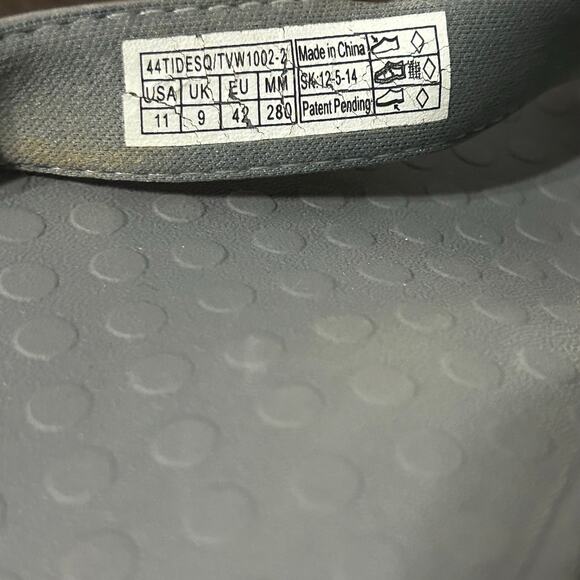 44TIDESQ/TVW1002-2
USA UK EU MM
11 9 42 280
Made in China
SK:12-5-14
Patent Pending